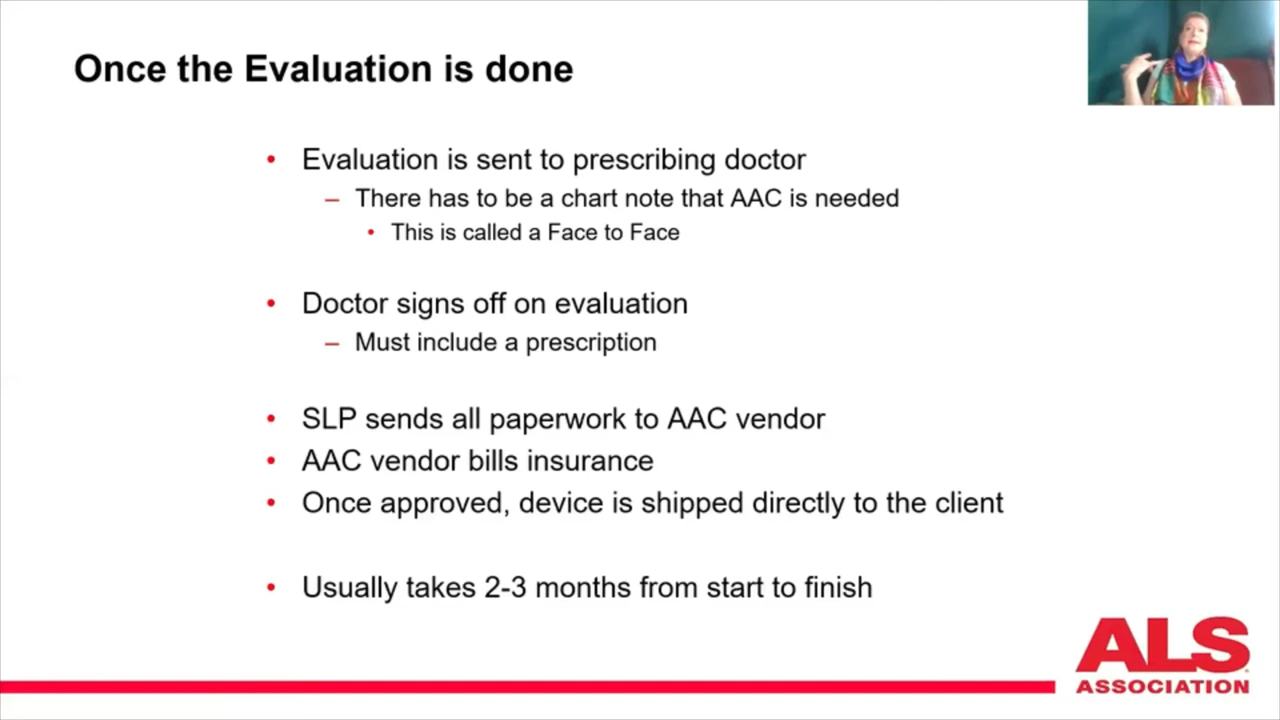 Once the Evaluation is done
• Evaluation is sent to prescribing doctor
– There has to be a chart note that AAC is needed
• This is called a Face to Face
• Doctor signs off on evaluation
– Must include a prescription
• SLP sends all paperwork to AAC vendor
• AAC vendor bills insurance
• Once approved, device is shipped directly to the client
• Usually takes 2-3 months from start to finish
ALS
ASSOCIATION